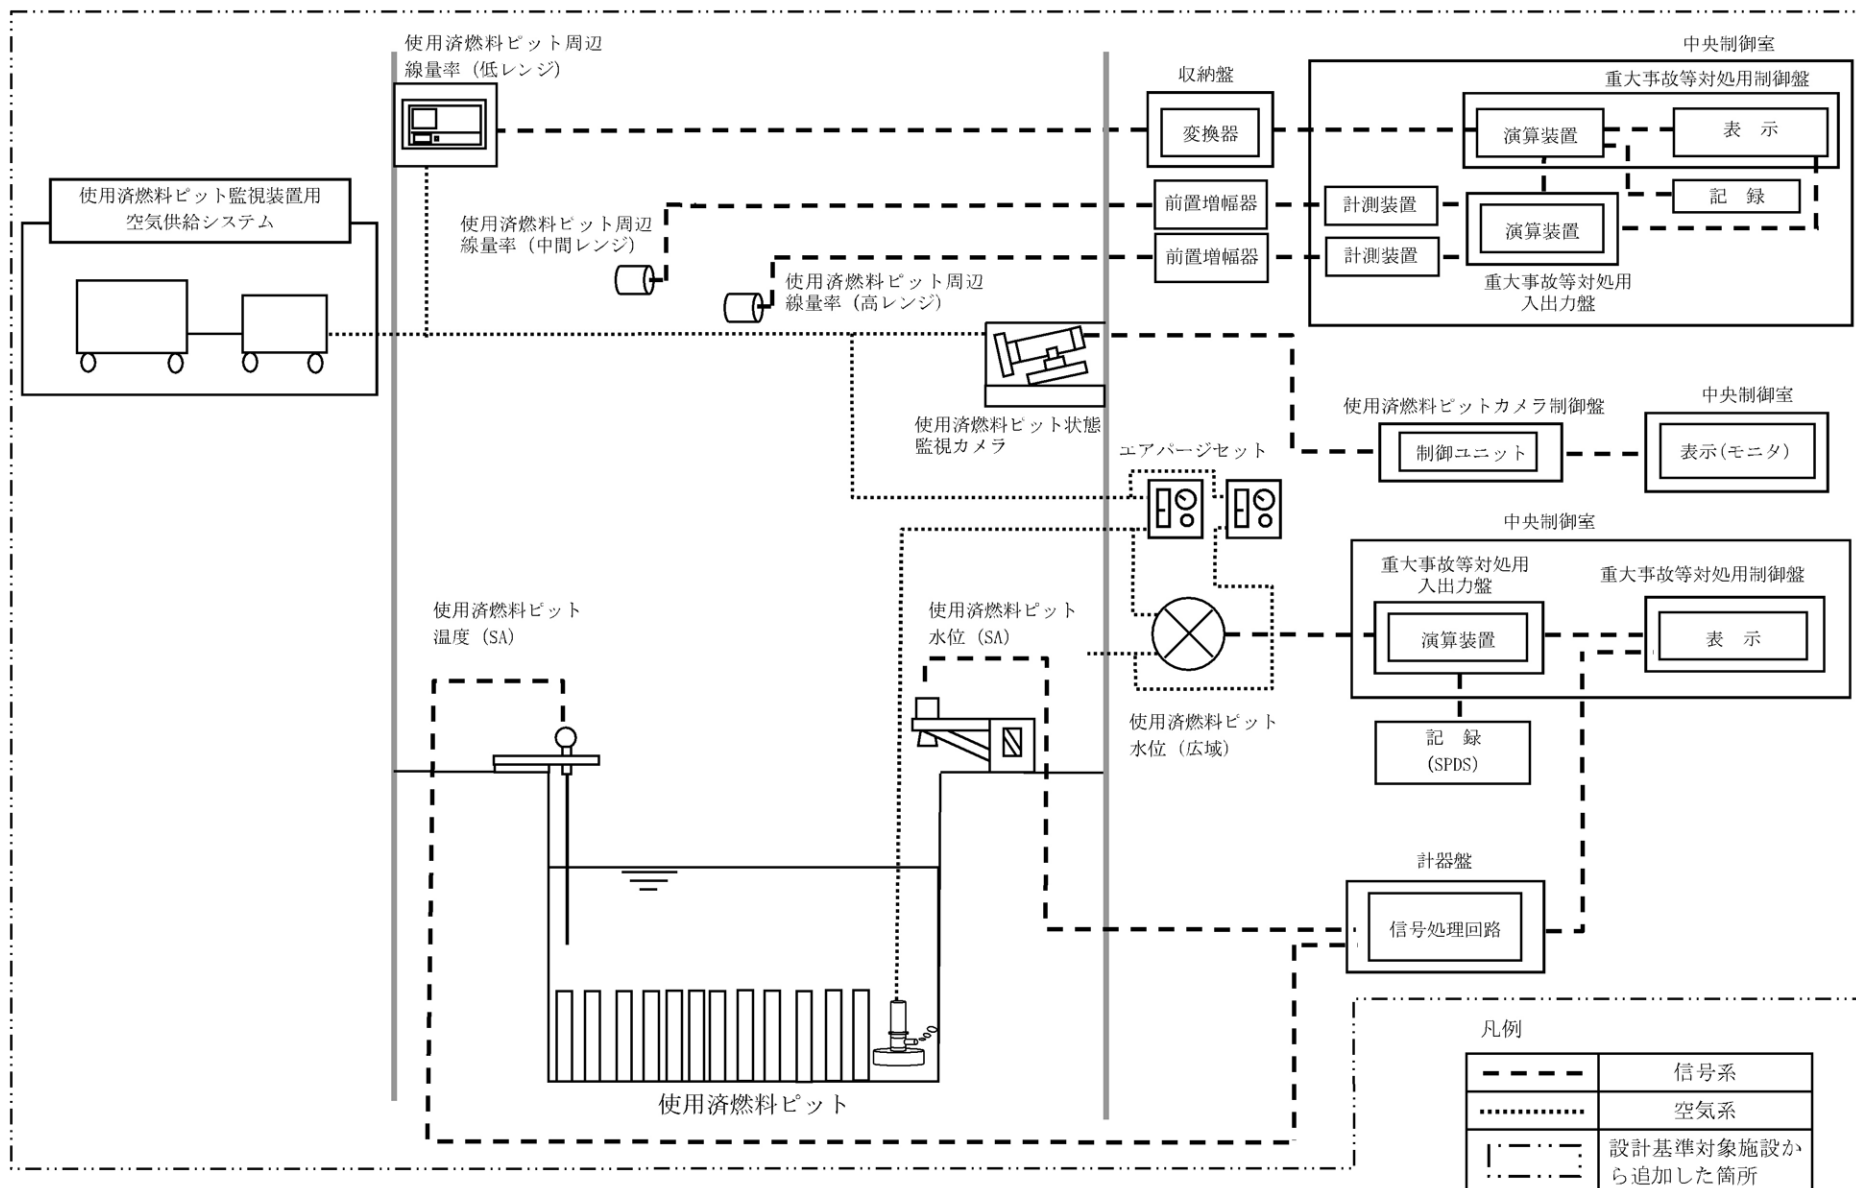 使用済燃料ピット周辺
線量率（低レンジ）
使用済燃料ピット監視装置用
空気供給システム
使用済燃料ピット周辺
線量率（中間レンジ）
使用済燃料ピット周辺
線量率（高レンジ）
使用済燃料ピット状態
監視カメラ
収納盤
変換器
前置増幅器
前置増幅器
中央制御室
重大事故等対処用制御盤
演算装置
表　示
記　録
計測装置
計測装置
演算装置
重大事故等対処用
入出力盤
使用済燃料ピットカメラ制御盤
制御ユニット
中央制御室
表示(モニタ)
エアパージセット
中央制御室
重大事故等対処用
入出力盤
演算装置
重大事故等対処用制御盤
表　示
記　録
(SPDS)
使用済燃料ピット
温度（SA）
使用済燃料ピット
水位（SA）
使用済燃料ピット
水位（広域）
計器盤
信号処理回路
使用済燃料ピット
凡例
信号系
空気系
設計基準対象施設か
ら追加した箇所